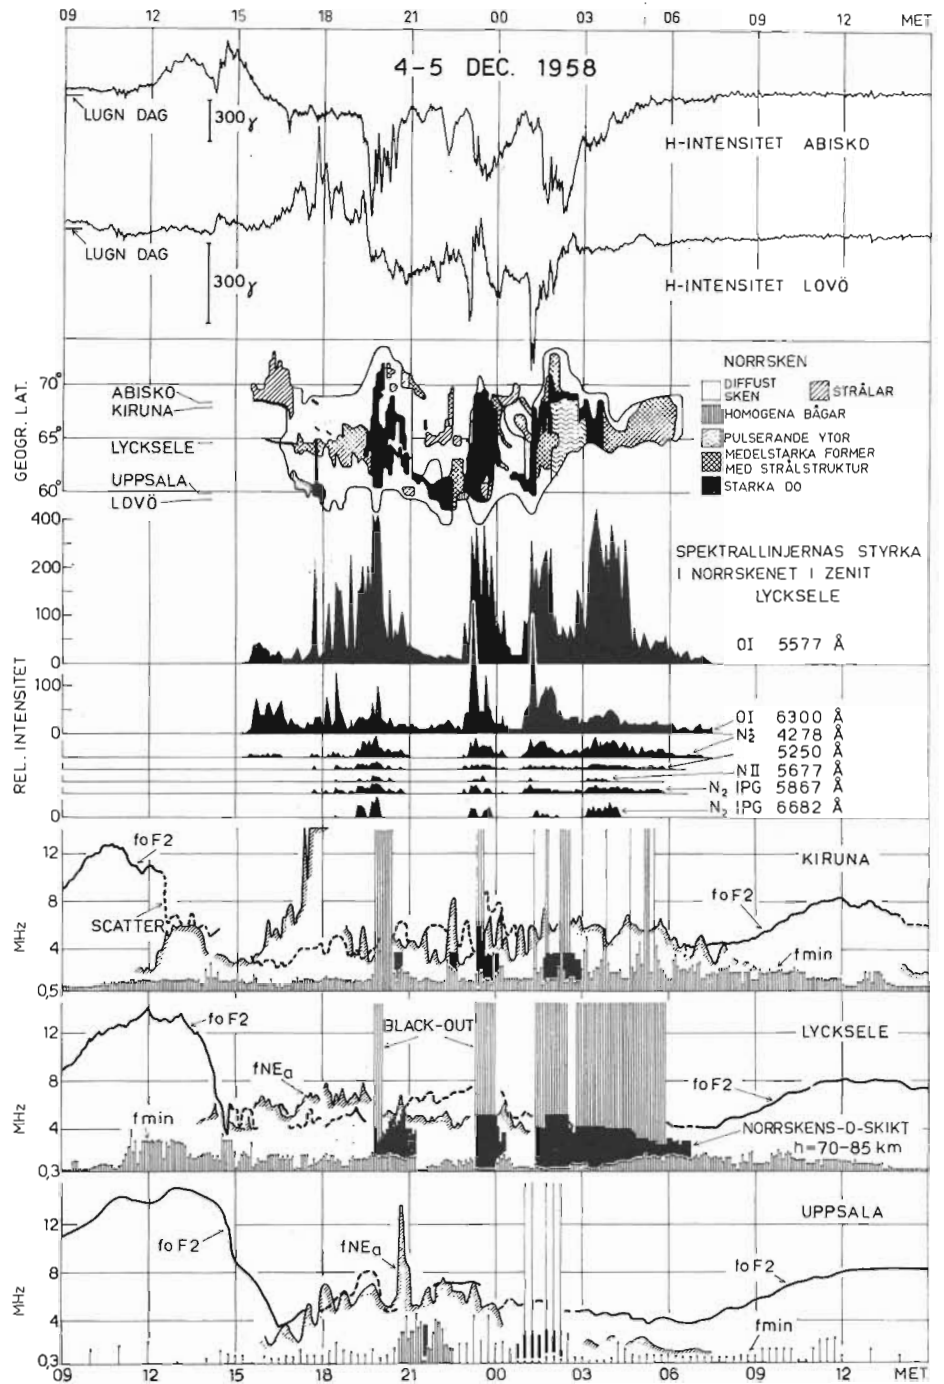 09 12 15 18 21 00 03 06 09 12 MET
4-5 DEC. 1958
LUGN DAG
300γ
H-INTENSITET ABISKO
LUGN DAG
300γ
H-INTENSITET LOVÖ
GEOGR. LAT.
70°
65°
60°
ABISKO
KIRUNA
LYCKSELE
UPPSALA
LOVÖ
NORRSKEN
DIFFUST SKEN
STRÅLAR
HOMOGENA BÅGAR
PULSERANDE YTOR
MEDELSTARKA FORMER
MED STRÅLSTRUKTUR
STARKA DO
REL. INTENSITET
400
200
100
0
SPEKTRALLINJERNAS STYRKA
I NORRSKENET I ZENIT
LYCKSELE
OI 5577 Å
100
0
0
OI 6300 Å
N₂⁺ 4278 Å
5250 Å
NII 5677 Å
N₂ IPG 5867 Å
N₂ IPG 6682 Å
MHz
12
8
4
0,5
foF2
SCATTER
KIRUNA
foF2
fmin
MHz
12
8
4
0,3
foF2
BLACK-OUT
LYCKSELE
fNEa
foF2
fmin
NORRSKENS-D-SKIKT
h=70-85 km
MHz
12
8
4
0,3
UPPSALA
foF2
fNEa
foF2
fmin
09 12 15 18 21 00 03 06 09 12 MET